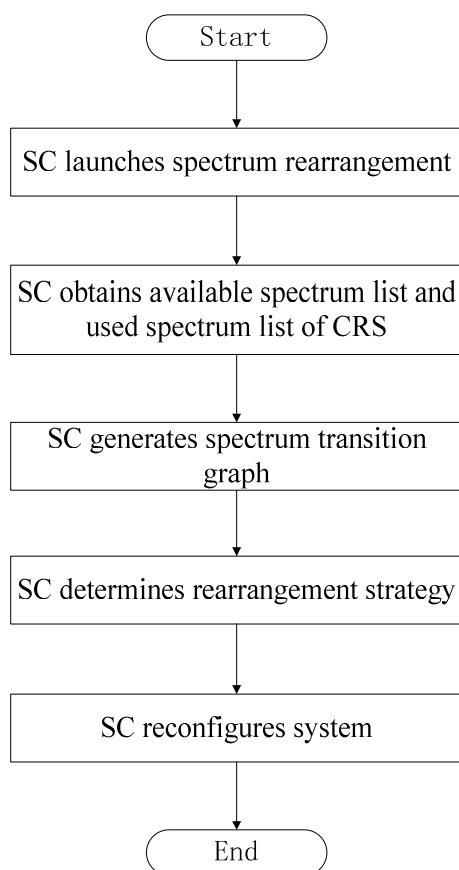 Start
SC launches spectrum rearrangement
SC obtains available spectrum list and
used spectrum list of CRS
SC generates spectrum transition
graph
SC determines rearrangement strategy
SC reconfigures system
End